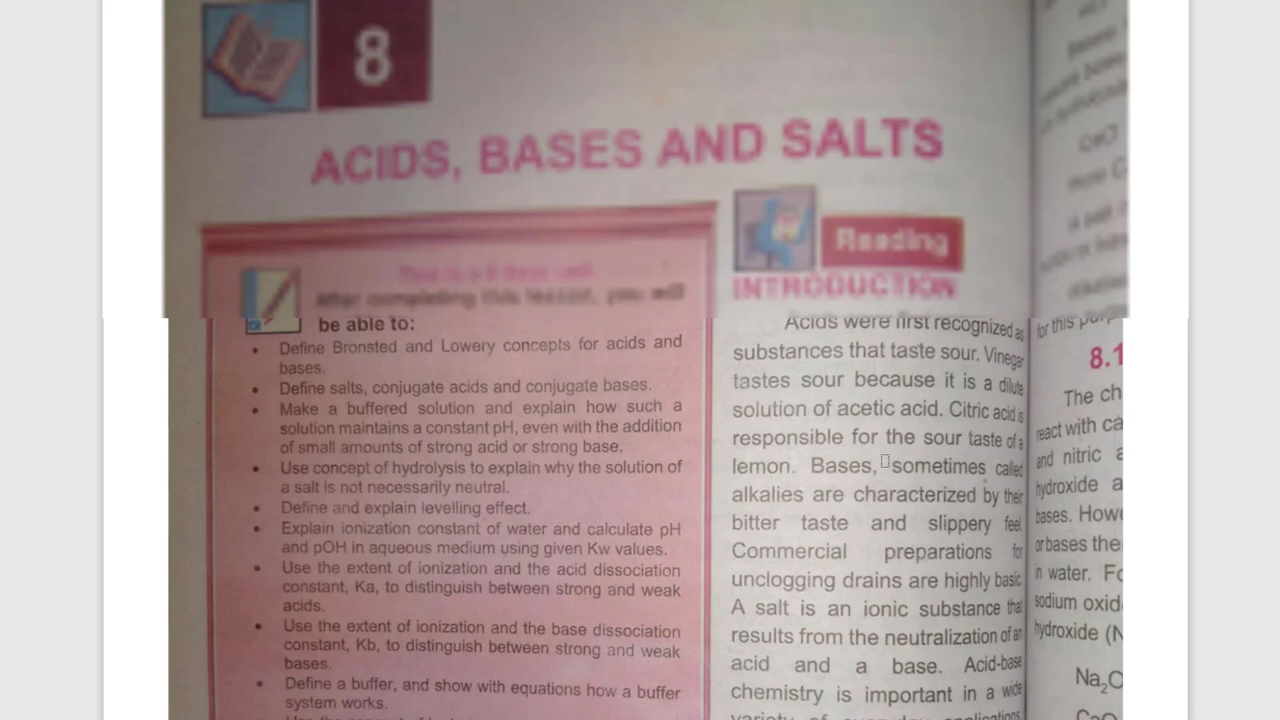 8
ACIDS, BASES AND SALTS
This is a 8 days unit
After completing this lesson, you will
be able to:
• Define Bronsted and Lowery concepts for acids and
bases.
• Define salts, conjugate acids and conjugate bases.
• Make a buffered solution and explain how such a
solution maintains a constant pH, even with the addition
of small amounts of strong acid or strong base.
• Use concept of hydrolysis to explain why the solution of
a salt is not necessarily neutral.
• Define and explain levelling effect.
• Explain ionization constant of water and calculate pH
and pOH in aqueous medium using given Kw values.
• Use the extent of ionization and the acid dissociation
constant, Ka, to distinguish between strong and weak
acids.
• Use the extent of ionization and the base dissociation
constant, Kb, to distinguish between strong and weak
bases.
• Define a buffer, and show with equations how a buffer
system works.
Reading
INTRODUCTION
Acids were first recognized as
substances that taste sour. Vinegar
tastes sour because it is a dilute
solution of acetic acid. Citric acid is
responsible for the sour taste of a
lemon. Bases, sometimes called
alkalies are characterized by their
bitter taste and slippery feel.
Commercial preparations for
unclogging drains are highly basic.
A salt is an ionic substance that
results from the neutralization of an
acid and a base. Acid-base
chemistry is important in a wide
variety of everyday applications.
for this
8.1
The ch
react with ca
and nitric a
hydroxide a
bases. Howe
or bases the
in water. Fo
sodium oxid
hydroxide (N
Na₂O
CaO